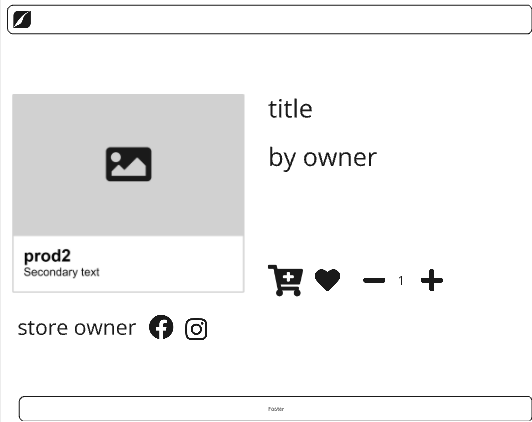 title
by owner
prod2
Secondary text
1
store owner
Footer